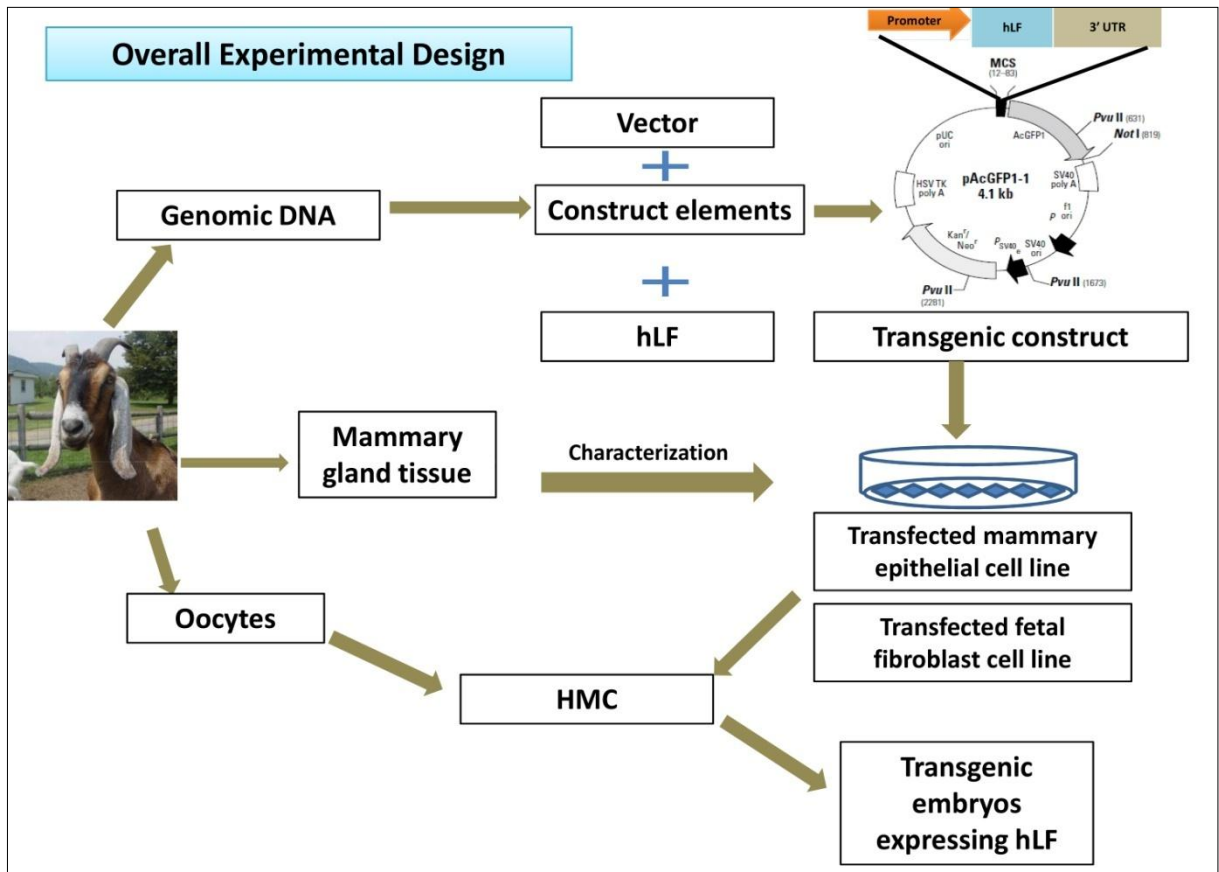 Overall Experimental Design
Promoter
hLF
3' UTR
MCS
(12–83)
Pvu II (631)
Not I (819)
AcGFP1
pUC
ori
HSV TK
poly A
pAcGFP1-1
4.1 kb
SV40
poly A
f1
ori
P
SV40
ori
P SV40 e
Kanʳ/
Neoʳ
Pvu II (1673)
Pvu II
(2281)
Vector
Genomic DNA
Construct elements
hLF
Transgenic construct
Mammary
gland tissue
Characterization
Transfected mammary
epithelial cell line
Transfected fetal
fibroblast cell line
Oocytes
HMC
Transgenic
embryos
expressing hLF